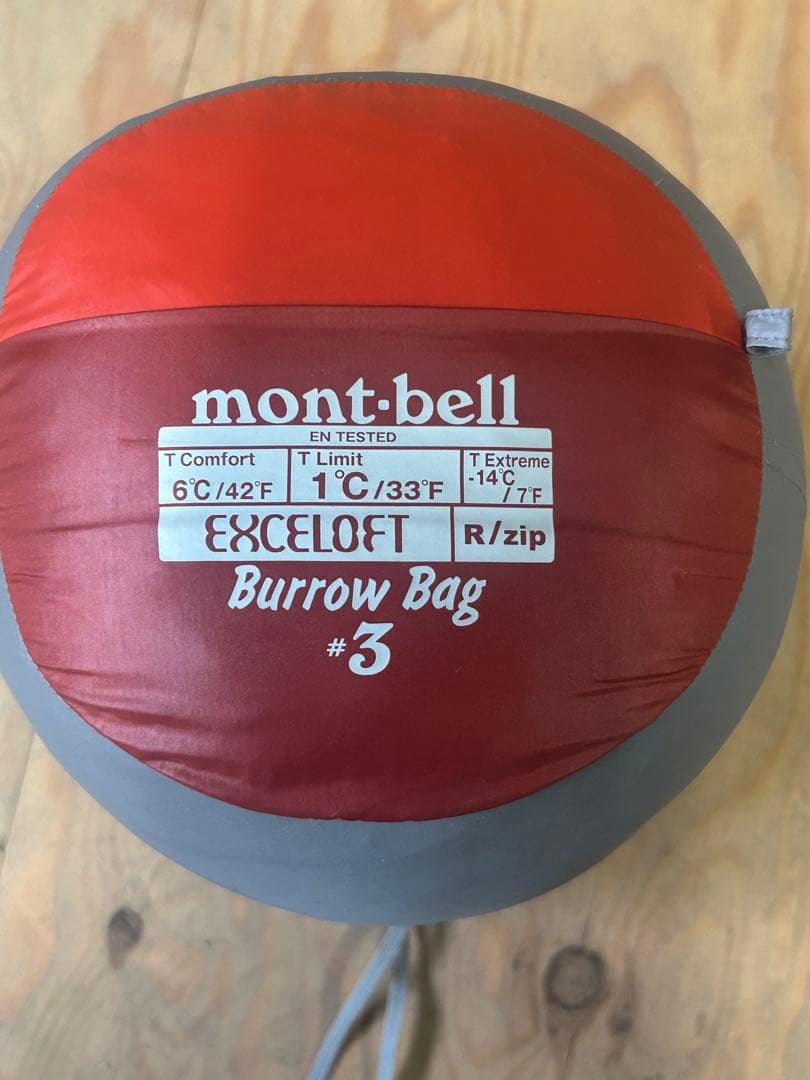 mont-bell
EN TESTED
T Comfort T Limit T Extreme
6°C/42°F 1°C/33°F -14°C/7°F
EXCELOFT R/zip
Burrow Bag
#3